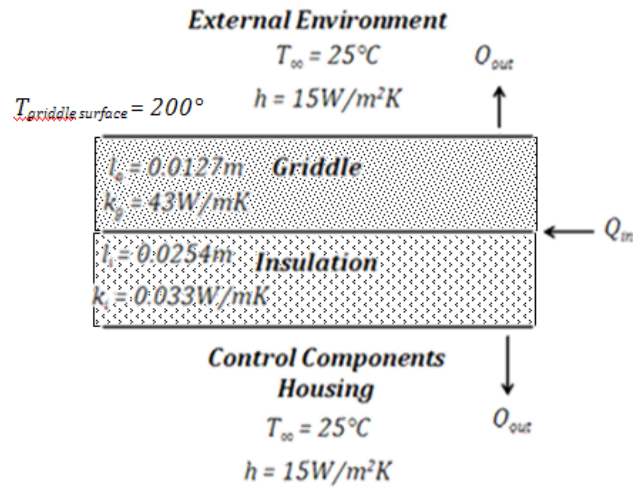 External Environment
T∞ = 25°C
Qout
h = 15W/m²K
Tgriddle surface = 200°
lg = 0.0127m Griddle
kg = 43W/mK
Qin
li = 0.0254m Insulation
ki = 0.033W/mK
Control Components
Housing
T∞ = 25°C
Qout
h = 15W/m²K